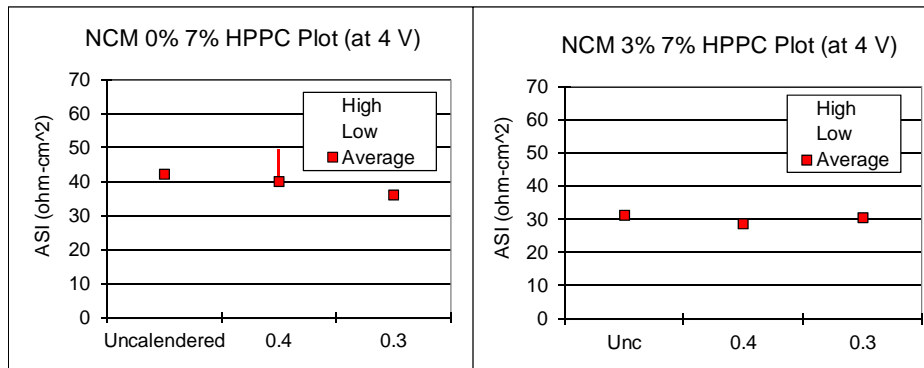 NCM 0% 7% HPPC Plot (at 4 V)
ASI (ohm-cm^2)
70
60
50
40
30
20
10
0
High
Low
Average
Uncalendered 0.4 0.3
NCM 3% 7% HPPC Plot (at 4 V)
ASI (ohm-cm^2)
70
60
50
40
30
20
10
0
High
Low
Average
Unc 0.4 0.3